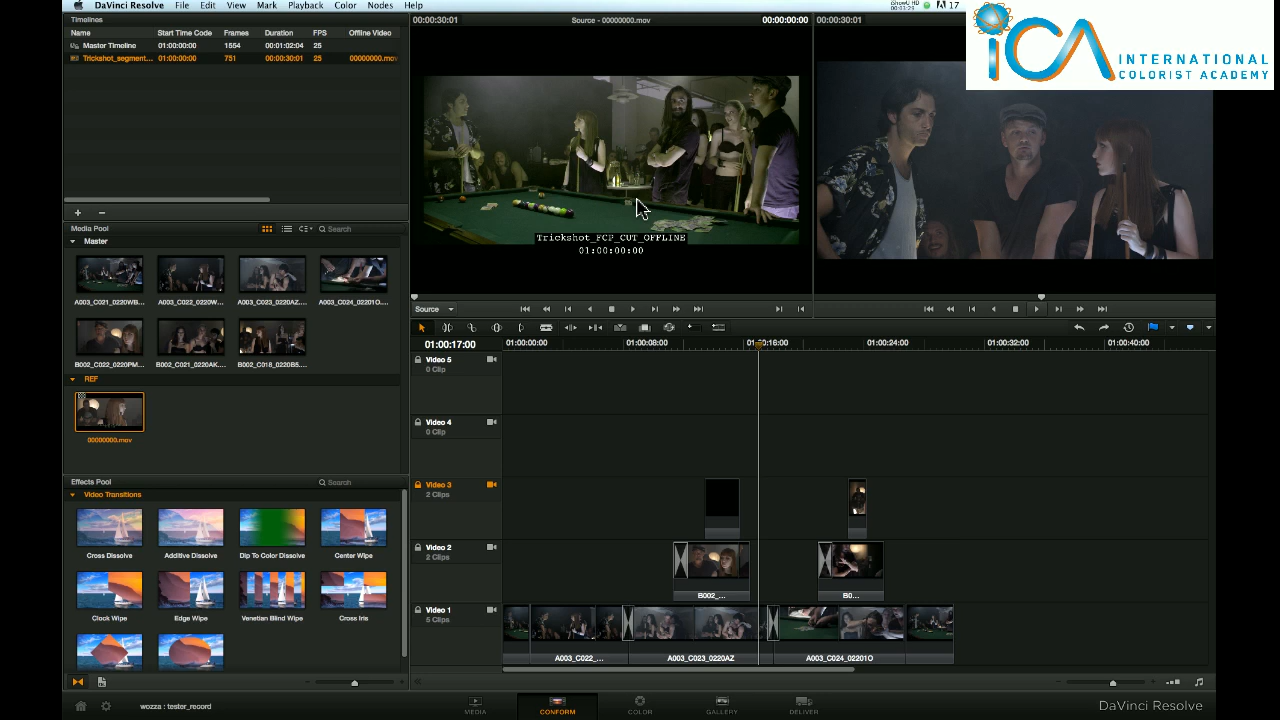 DaVinci Resolve File Edit View Mark Playback Color Nodes Help
17
iCA INTERNATIONAL COLORIST ACADEMY
Timelines
Name Start Time Code Frames Duration FPS Offline Video
Master Timeline 01:00:00:00 1554 00:01:02:04 25
Trickshot_segment... 01:00:00:00 751 00:00:30:01 25 00000000.mov
00:00:30:01 Source - 00000000.mov 00:00:00:00 00:00:30:01
Trickshot_FCP_CUT_OFFLINE
01:00:00:00
Media Pool Search
Master
A003_C021_0220WB... A003_C022_0220W... A003_C023_0220AZ.... A003_C024_02201O...
B002_C022_0220PM... B002_C021_0220AK.... B002_C018_0220B5....
REF
00000000.mov
Source
01:00:17:00 01:00:00:00 01:00:08:00 01:00:16:00 01:00:24:00 01:00:32:00 01:00:40:00
Video 5
0 Clips
Video 4
0 Clips
Video 3
2 Clips
Video 2
2 Clips
B002_... B0...
Video 1
5 Clips
A003_C022_... A003_C023_0220AZ A003_C024_02201O
Effects Pool Search
Video Transitions
Cross Dissolve Additive Dissolve Dip To Color Dissolve Center Wipe
Clock Wipe Edge Wipe Venetian Blind Wipe Cross Iris
wozza : tester_record
MEDIA CONFORM COLOR GALLERY DELIVER
DaVinci Resolve